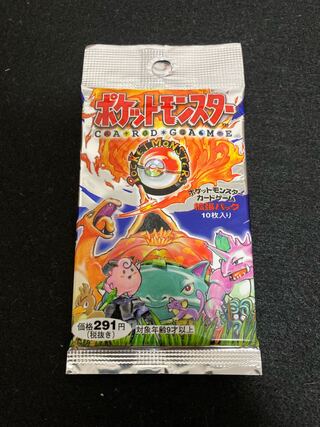 ポケットモンスター
CARD GAME
POCKET MONSTERS
ポケットモンスター
カードゲーム
拡張パック
10枚入り
価格291円
(税抜き)
対象年齢9才以上